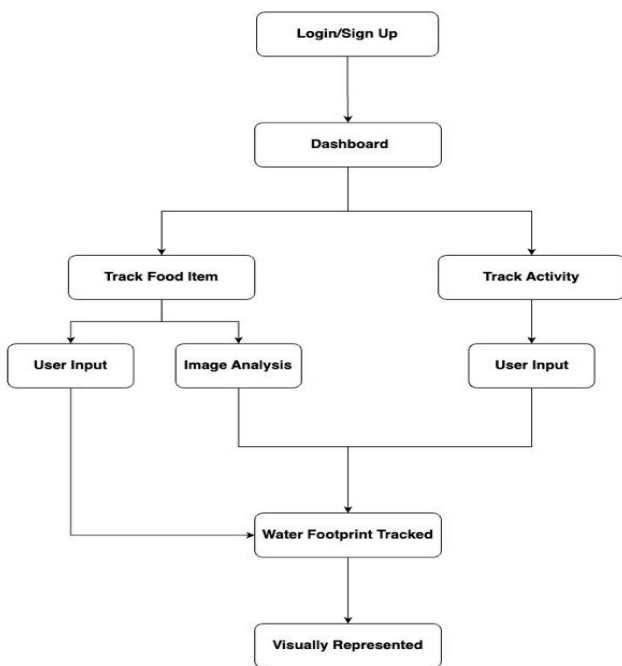 Login/Sign Up
Dashboard
Track Food Item
Track Activity
User Input
Image Analysis
User Input
Water Footprint Tracked
Visually Represented